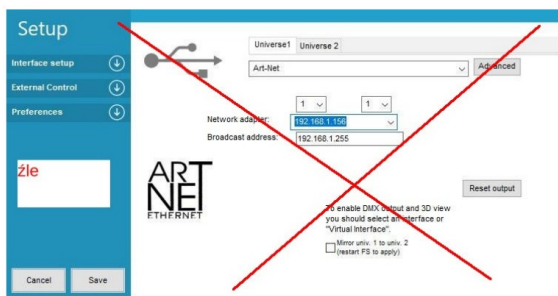 Setup
Interface setup
External Control
Preferences
źle
Cancel Save
Universe1 Universe 2
Art-Net Advanced
1 1
Network adapter: 192.168.1.156
Broadcast address: 192.168.1.255
ART
NET
ETHERNET
Reset output
To enable DMX output and 3D view
you should select an interface or
"Virtual Interface".
Mirror univ. 1 to univ. 2
(restart PS to apply)